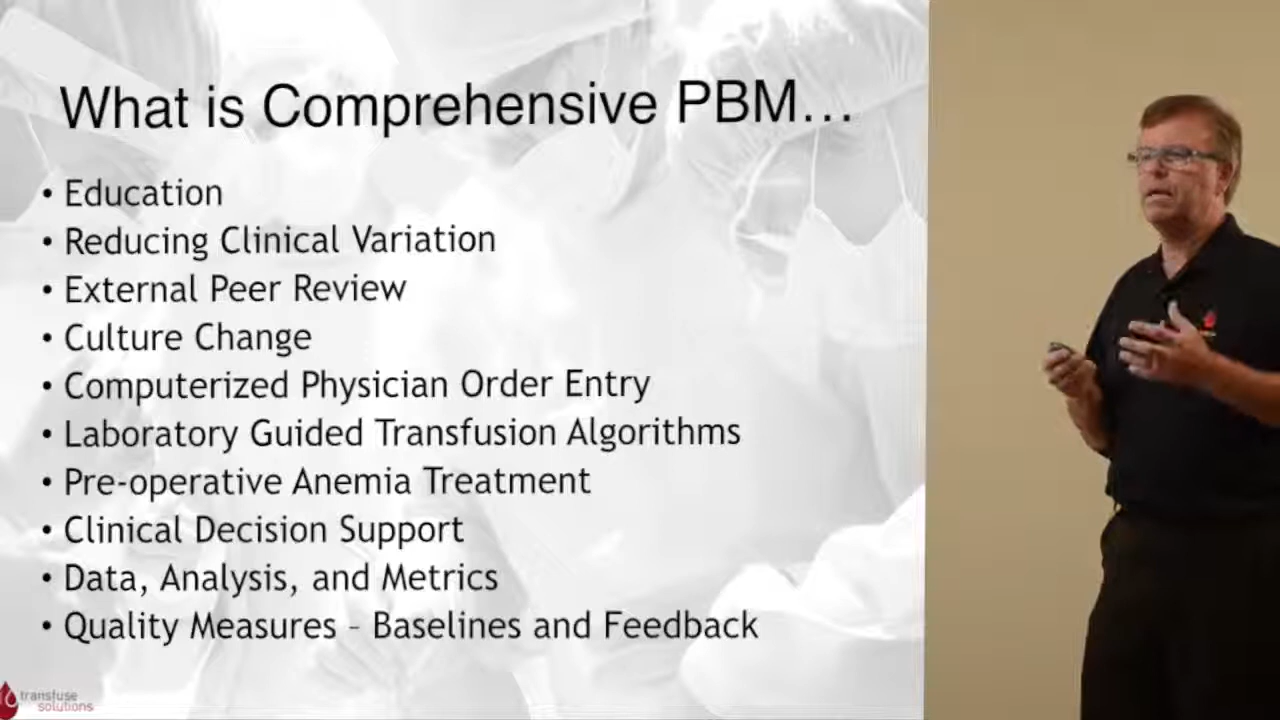 What is Comprehensive PBM...
• Education
• Reducing Clinical Variation
• External Peer Review
• Culture Change
• Computerized Physician Order Entry
• Laboratory Guided Transfusion Algorithms
• Pre-operative Anemia Treatment
• Clinical Decision Support
• Data, Analysis, and Metrics
• Quality Measures – Baselines and Feedback
transfuse
solutions